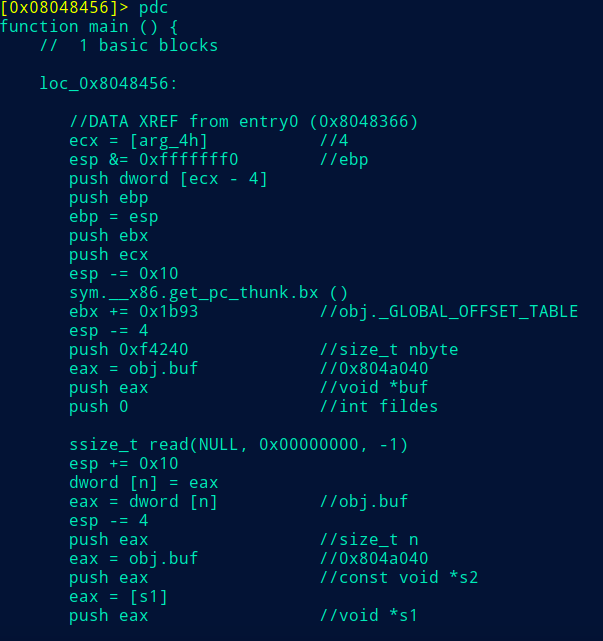 [0x08048456]> pdc
function main () {
    //  1 basic blocks

    loc_0x8048456:

       //DATA XREF from entry0 (0x8048366)
       ecx = [arg_4h]           //4
       esp &= 0xfffffff0        //ebp
       push dword [ecx - 4]
       push ebp
       ebp = esp
       push ebx
       push ecx
       esp -= 0x10
       sym.__x86.get_pc_thunk.bx ()
       ebx += 0x1b93            //obj._GLOBAL_OFFSET_TABLE
       esp -= 4
       push 0xf4240             //size_t nbyte
       eax = obj.buf            //0x804a040
       push eax                 //void *buf
       push 0                   //int fildes

       ssize_t read(NULL, 0x00000000, -1)
       esp += 0x10
       dword [n] = eax
       eax = dword [n]          //obj.buf
       esp -= 4
       push eax                 //size_t n
       eax = obj.buf            //0x804a040
       push eax                 //const void *s2
       eax = [s1]
       push eax                 //void *s1